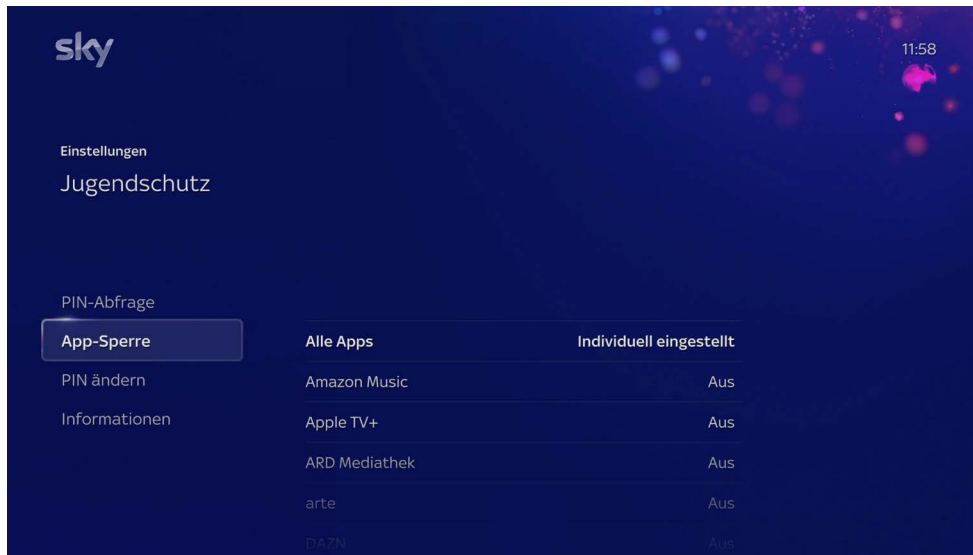 sky
11:58
Einstellungen
Jugendschutz
PIN-Abfrage
App-Sperre
PIN ändern
Informationen
Alle Apps Individuell eingestellt
Amazon Music Aus
Apple TV+ Aus
ARD Mediathek Aus
arte Aus
DAZN Aus